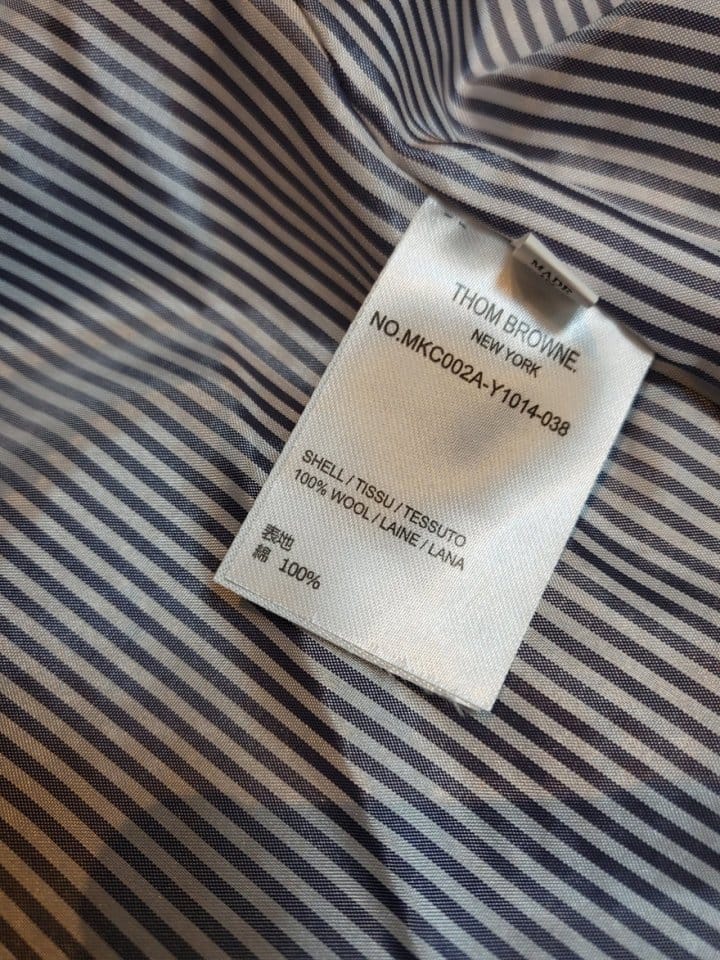 MADE
THOM BROWNE.
NEW YORK
NO.MKC002A-Y1014-038
SHELL / TISSU / TESSUTO
100% WOOL / LAINE / LANA
表地
綿 100%